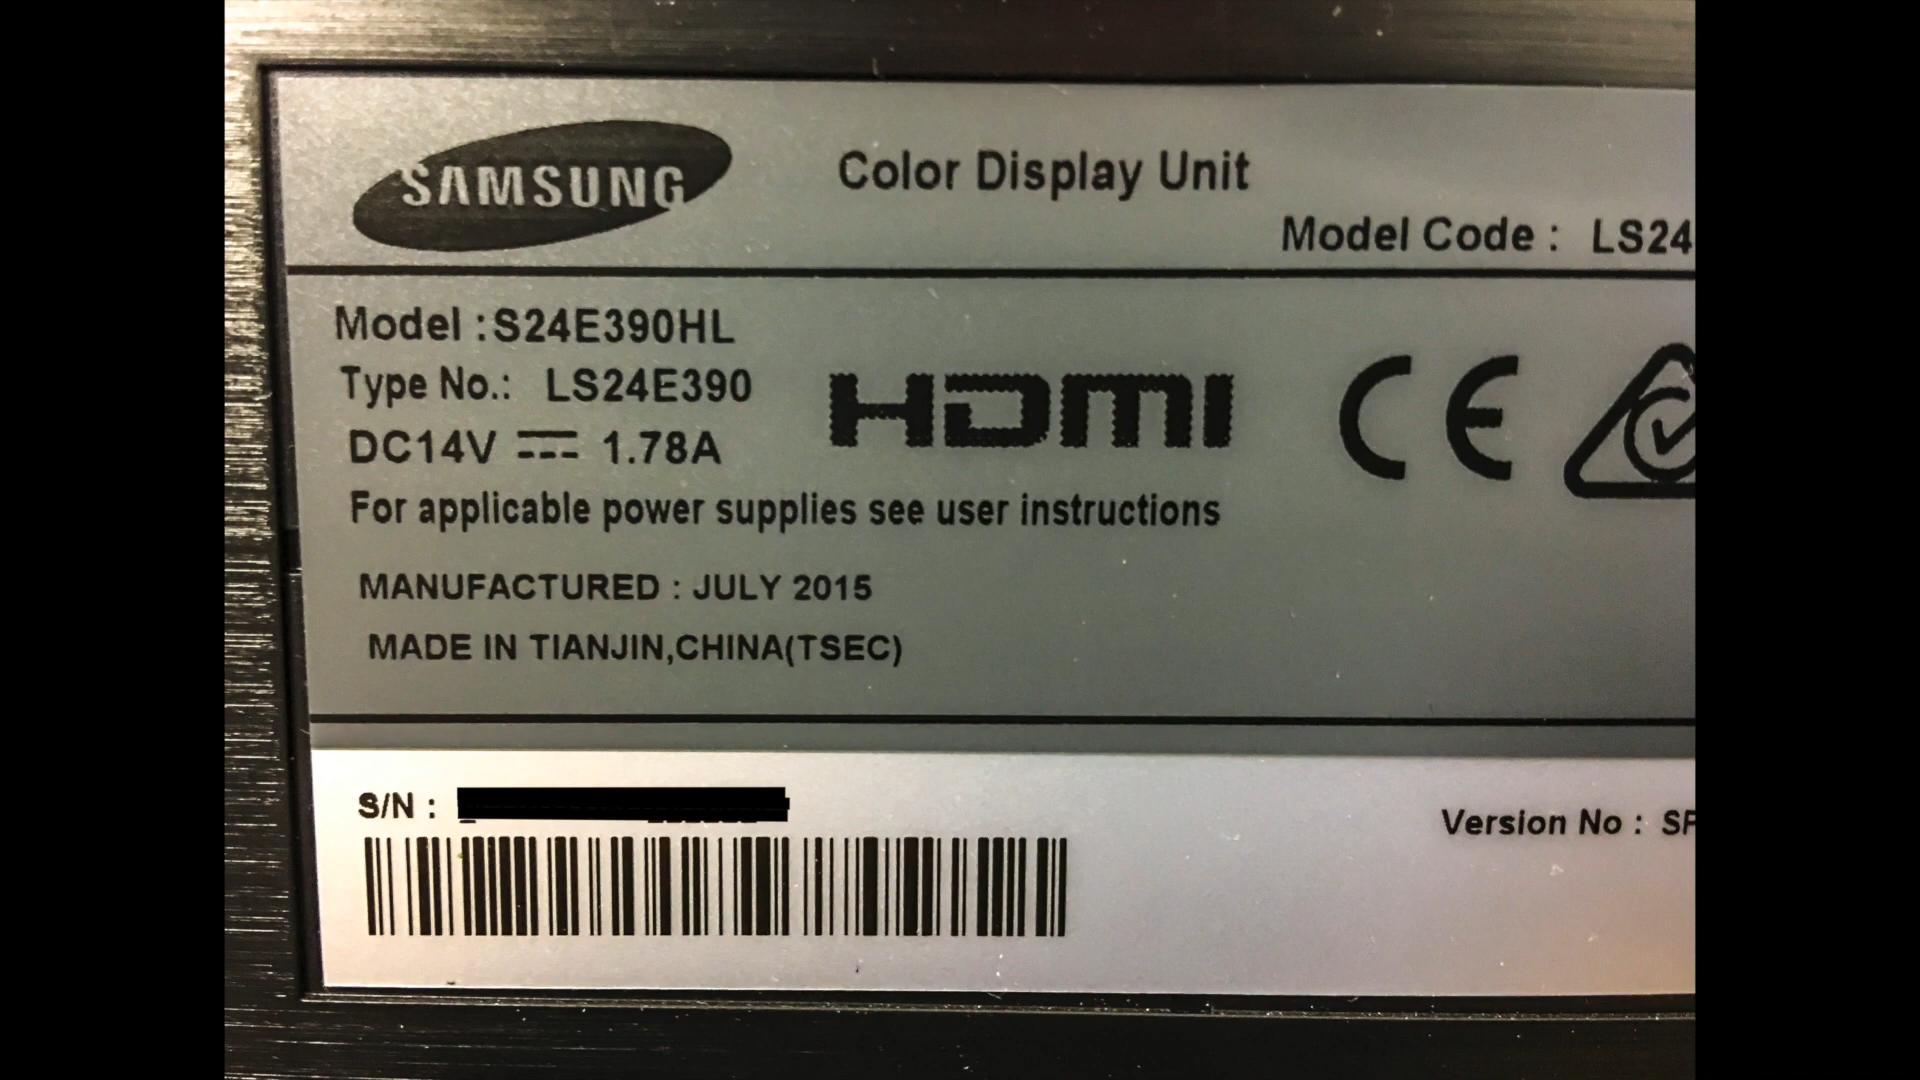 SAMSUNG
Color Display Unit
Model Code : LS24
Model :S24E390HL
Type No.: LS24E390
DC14V 1.78A
HDMI
CE
For applicable power supplies see user instructions
MANUFACTURED : JULY 2015
MADE IN TIANJIN,CHINA(TSEC)
S/N :
Version No : SP